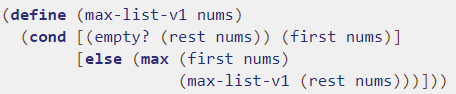 (define (max-list-v1 nums)
  (cond [(empty? (rest nums)) (first nums)]
        [else (max (first nums)
                   (max-list-v1 (rest nums)))]))